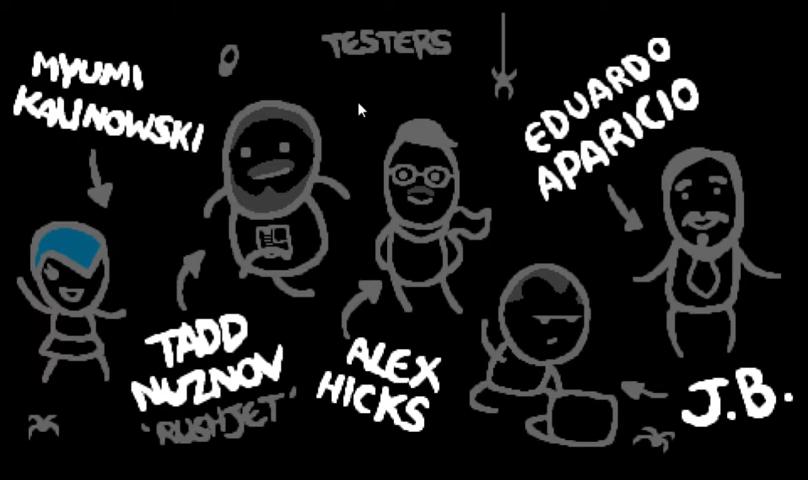 TESTERS
MYUMI
KALINOWSKI
EDUARDO
APARICIO
TADD
NUZNOV
'RUSHJET'
ALEX
HICKS
J.B.